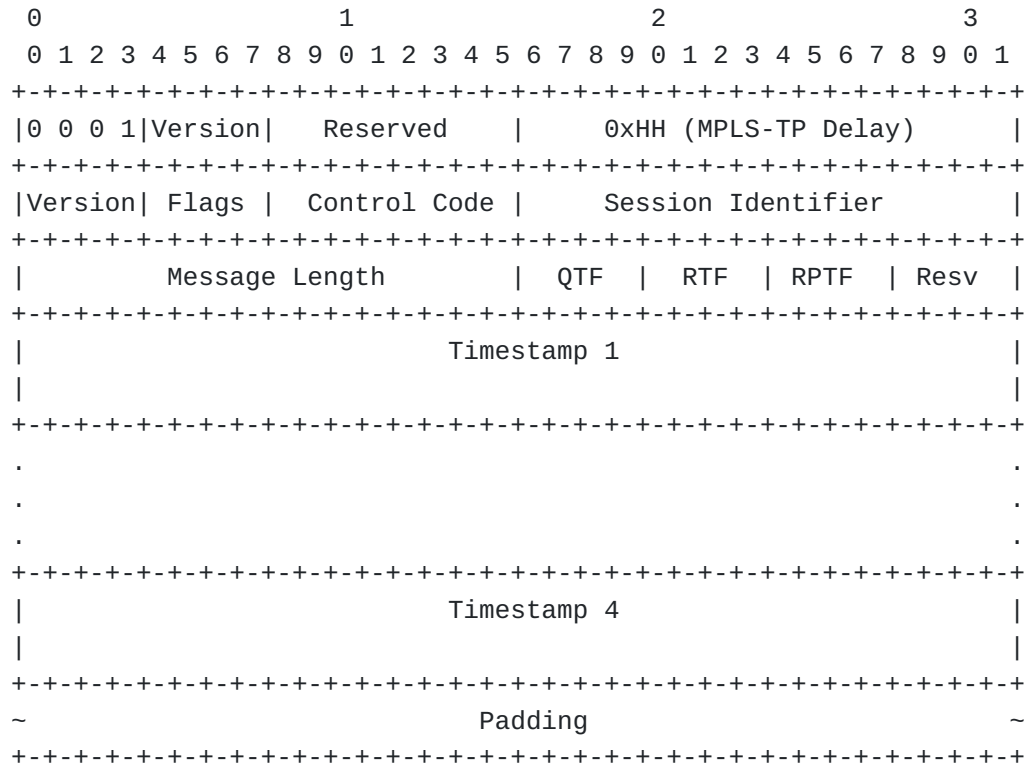 0                   1                   2                   3
 0 1 2 3 4 5 6 7 8 9 0 1 2 3 4 5 6 7 8 9 0 1 2 3 4 5 6 7 8 9 0 1
+-+-+-+-+-+-+-+-+-+-+-+-+-+-+-+-+-+-+-+-+-+-+-+-+-+-+-+-+-+-+-+-+
|0 0 0 1|Version|   Reserved    |     0xHH (MPLS-TP Delay)      |
+-+-+-+-+-+-+-+-+-+-+-+-+-+-+-+-+-+-+-+-+-+-+-+-+-+-+-+-+-+-+-+-+
|Version| Flags |  Control Code |     Session Identifier        |
+-+-+-+-+-+-+-+-+-+-+-+-+-+-+-+-+-+-+-+-+-+-+-+-+-+-+-+-+-+-+-+-+
|         Message Length        |  QTF  |  RTF  | RPTF  | Resv  |
+-+-+-+-+-+-+-+-+-+-+-+-+-+-+-+-+-+-+-+-+-+-+-+-+-+-+-+-+-+-+-+-+
|                           Timestamp 1                         |
|                                                               |
+-+-+-+-+-+-+-+-+-+-+-+-+-+-+-+-+-+-+-+-+-+-+-+-+-+-+-+-+-+-+-+-+
.                                                               .
.                                                               .
.                                                               .
+-+-+-+-+-+-+-+-+-+-+-+-+-+-+-+-+-+-+-+-+-+-+-+-+-+-+-+-+-+-+-+-+
|                           Timestamp 4                         |
|                                                               |
+-+-+-+-+-+-+-+-+-+-+-+-+-+-+-+-+-+-+-+-+-+-+-+-+-+-+-+-+-+-+-+-+
~                             Padding                           ~
+-+-+-+-+-+-+-+-+-+-+-+-+-+-+-+-+-+-+-+-+-+-+-+-+-+-+-+-+-+-+-+-+